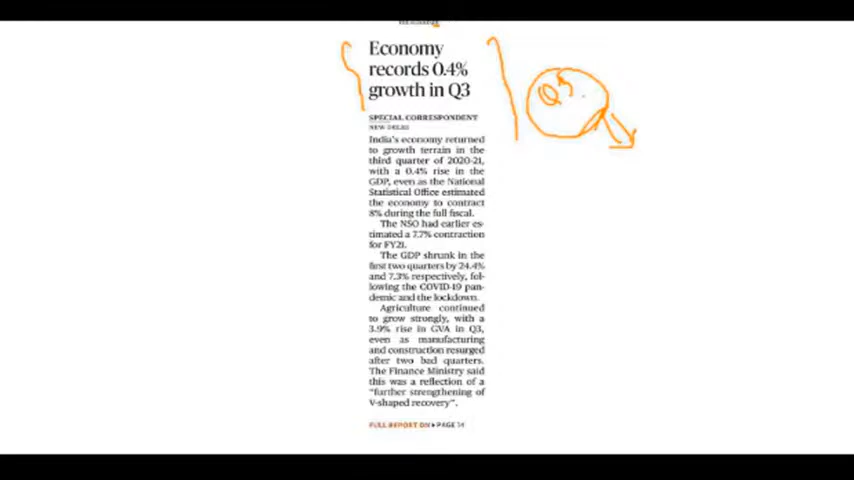 Economy
records 0.4%
growth in Q3
Q3
SPECIAL CORRESPONDENT
NEW DELHI
India's economy returned
to growth terrain in the
third quarter of 2020-21,
with a 0.4% rise in the
GDP, even as the National
Statistical Office estimated
the economy to contract
8% during the full fiscal.
The NSO had earlier es-
timated a 7.7% contraction
for FY21.
The GDP shrunk in the
first two quarters by 24.4%
and 7.3% respectively, fol-
lowing the COVID-19 pan-
demic and the lockdown.
Agriculture continued
to grow strongly, with a
3.9% rise in GVA in Q3,
even as manufacturing
and construction resurged
after two bad quarters.
The Finance Ministry said
this was a reflection of a
"further strengthening of
V-shaped recovery".
FULL REPORT ON ▸ PAGE 14